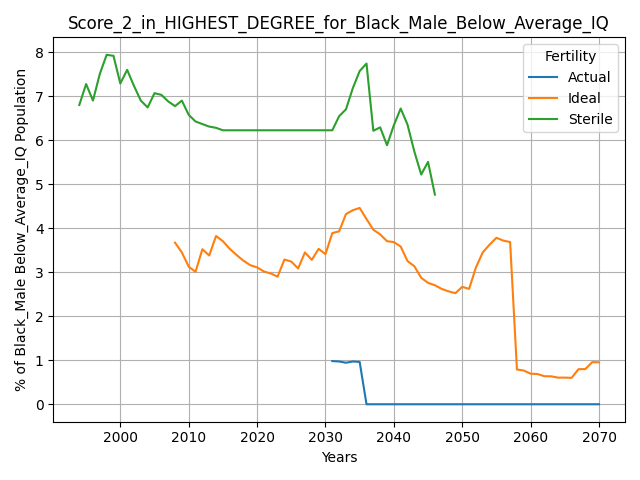 Score_2_in_HIGHEST_DEGREE_for_Black_Male_Below_Average_IQ
% of Black_Male Below_Average_IQ Population
8
7
6
5
4
3
2
1
0
Fertility
Actual
Ideal
Sterile
2000 2010 2020 2030 2040 2050 2060 2070
Years